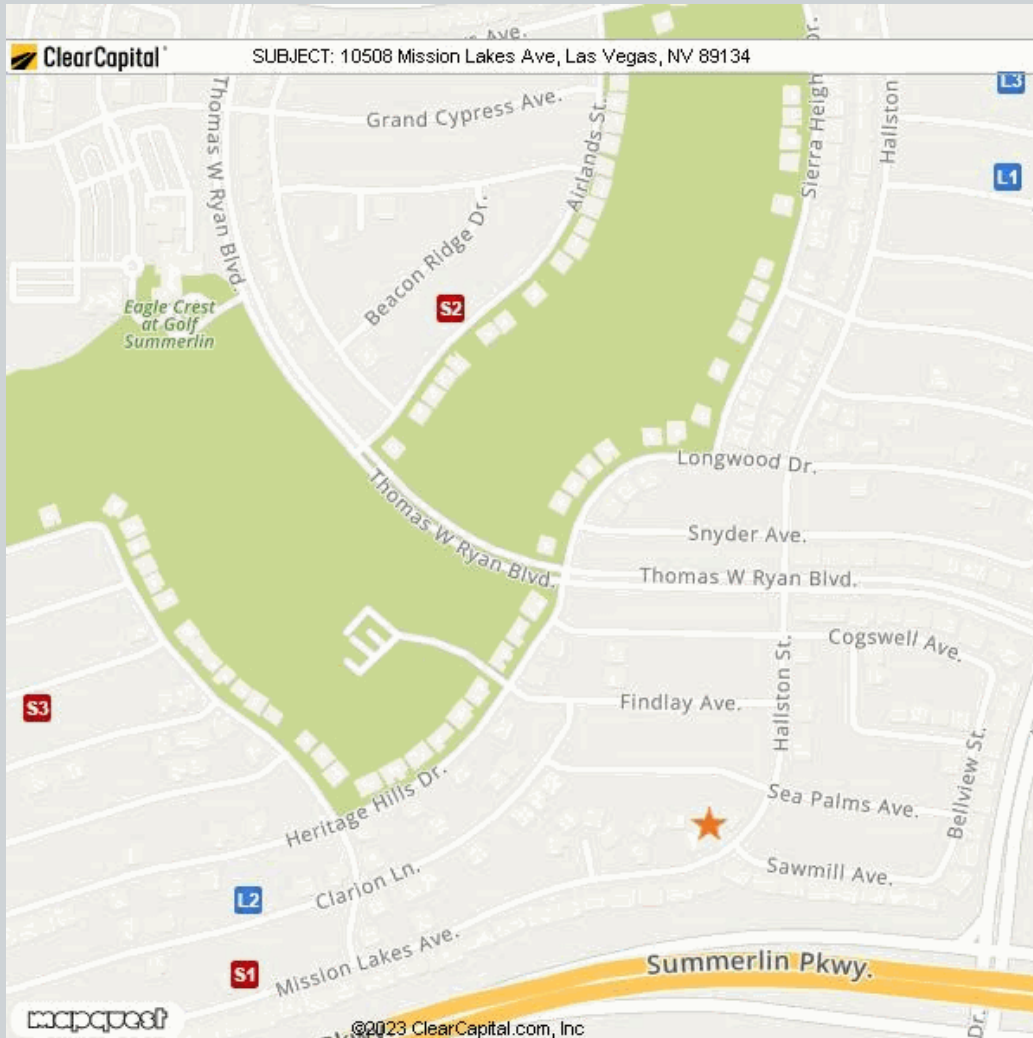 ClearCapital
SUBJECT: 10508 Mission Lakes Ave, Las Vegas, NV 89134
Ave.
Dr.
L3
Grand Cypress Ave.
Thomas W Ryan Blvd.
Airlands St.
Sierra Heigh
Hallston
L1
Beacon Ridge Dr.
S2
Eagle Crest
at Golf
Summerlin
Longwood Dr.
Thomas W Ryan Blvd.
Snyder Ave.
Thomas W Ryan Blvd.
Cogswell Ave.
Hallston St.
Findlay Ave.
S3
Bellview St.
Sea Palms Ave.
Heritage Hills Dr.
Sawmill Ave.
Clarion Ln.
L2
Mission Lakes Ave.
S1
Summerlin Pkwy.
Dr.
mapquest
©2023 ClearCapital.com, Inc